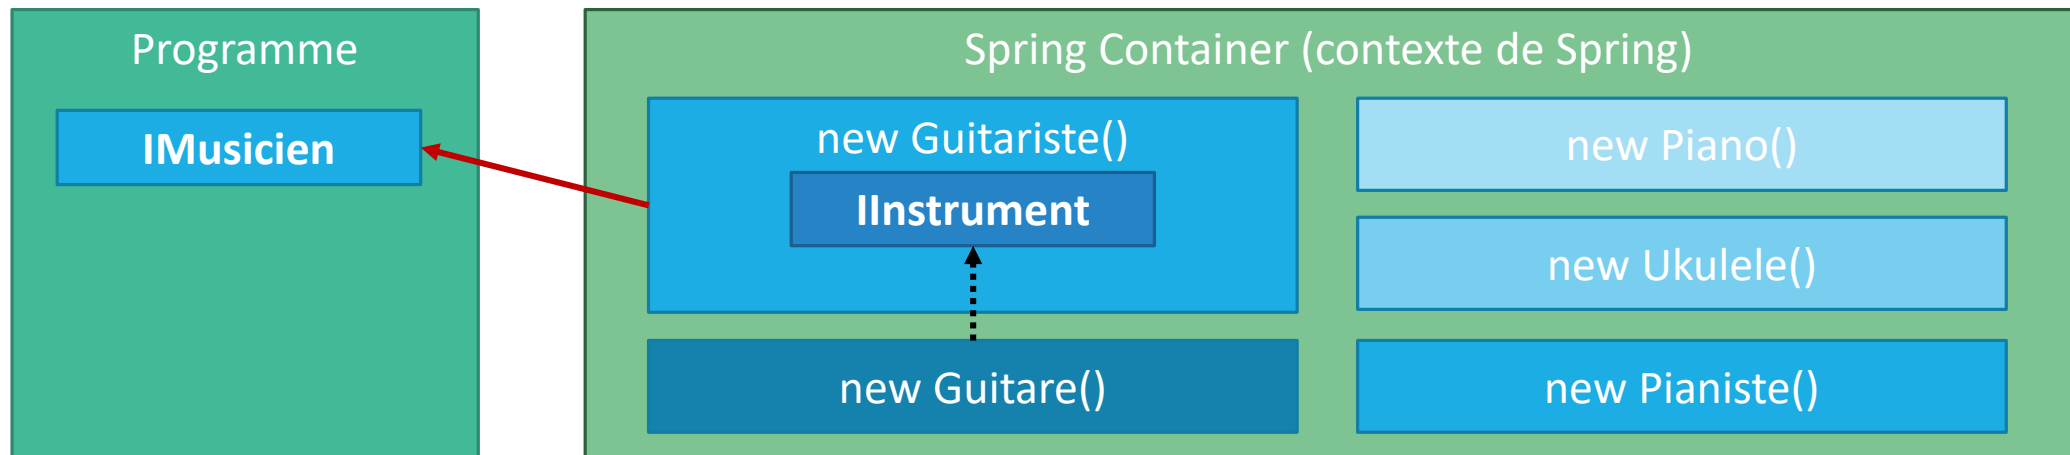 Programme
IMusicien
Spring Container (contexte de Spring)
new Guitariste()
IInstrument
new Guitare()
new Piano()
new Ukulele()
new Pianiste()